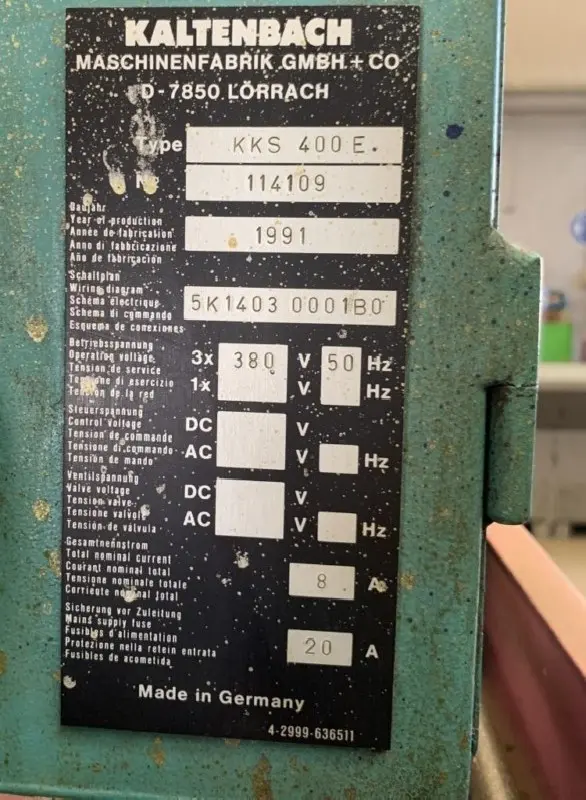 KALTENBACH
MASCHINENFABRIK GMBH + CO
D-7850 LÖRRACH
Type KKS 400 E.
114109
Baujahr
Year of production
Année de fabrication 1991
Anno di fabbricazione
Año de fabricación
Schaltplan
Wiring diagram
Schéma électrique 5K1403 0001B0
Schema di commando
Esquema de conexiones
Betriebsspannung
Operation voltage 3x 380 V 50 Hz
Tension de service
Tensione di esercizio 1x V Hz
Tension de la red
Steuerspannung
Control voltage DC V
Tension de commande
Tensione di commando AC V Hz
Tension de mando
Ventilspannung
Valve voltage DC V
Tension valve
Tensione valvola AC V Hz
Tensión de válvula
Gesamtnennstrom
Total nominal current
Courant nominal total 8 A
Tensione nominale totale
Corriente nominal total
Sicherung vor Zuleitung
Mains supply fuse
Fusibles d'alimentation 20 A
Protezione nella retein entrata
Fusibles de acometida
Made in Germany
4-2999-636511